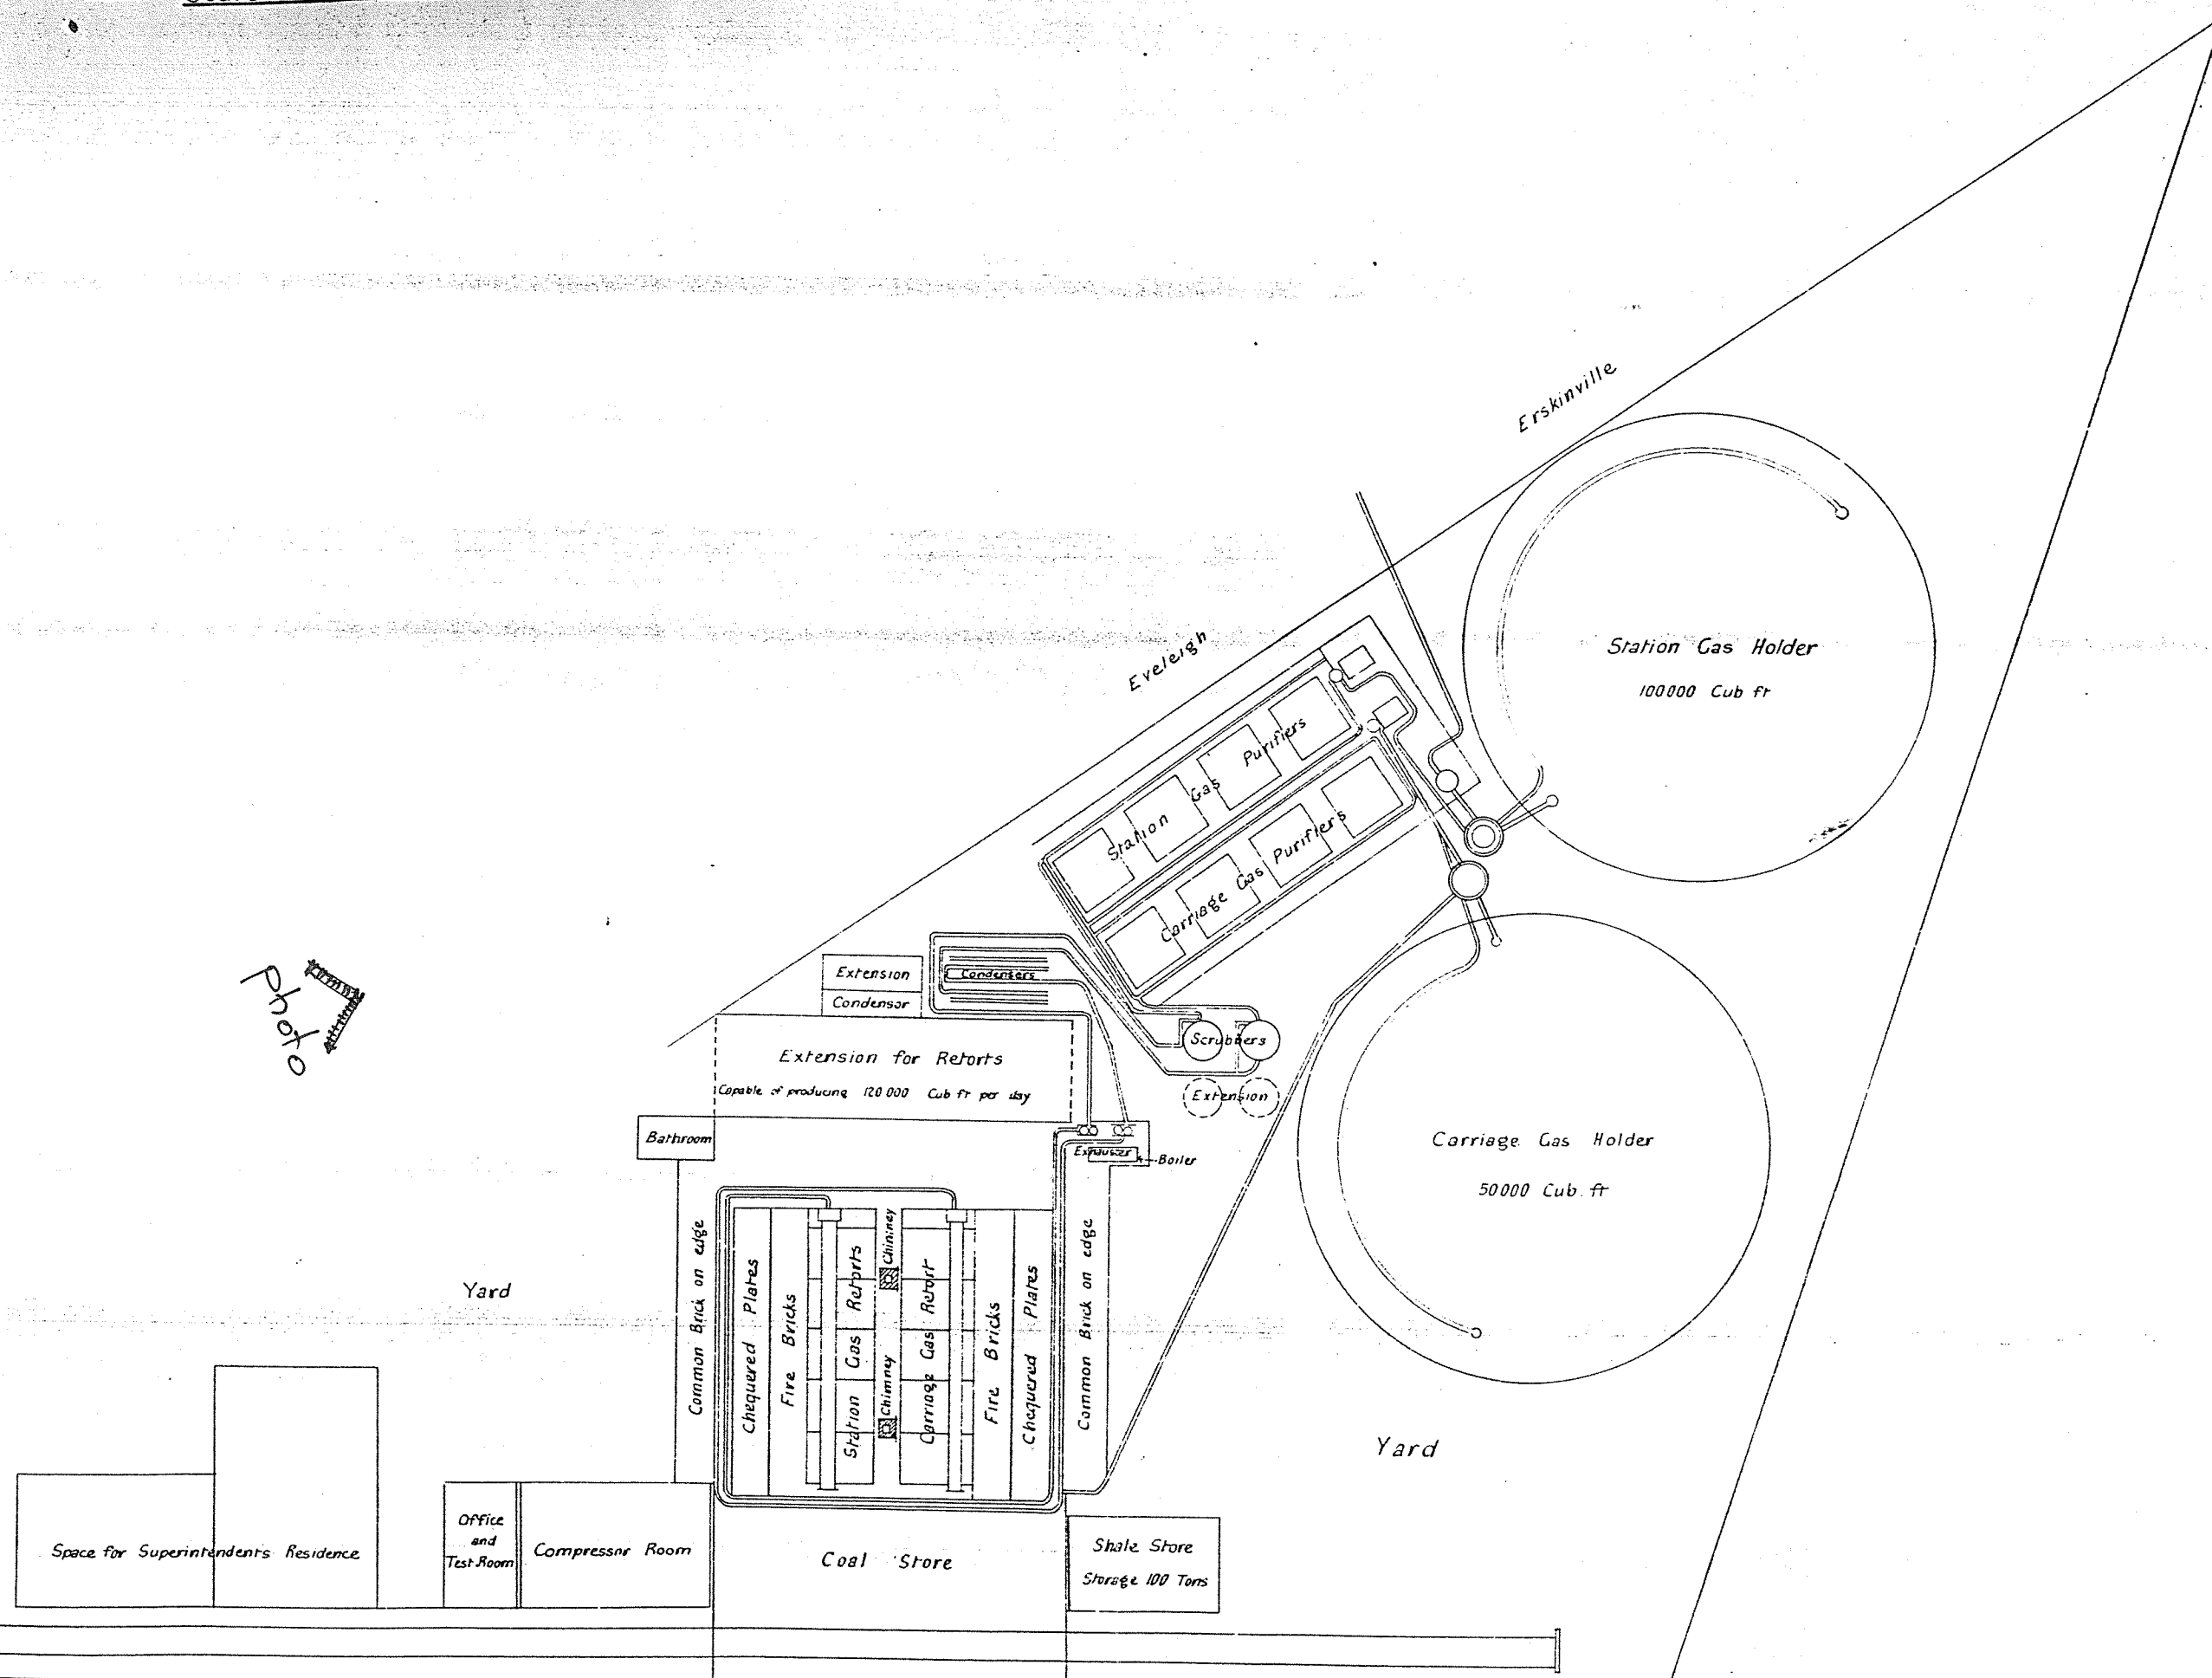 Erskinville
Eveleigh
Station Gas Holder
100000 Cub ft
Station Gas Purifiers
Carriage Gas Purifiers
Photo
Extension
Condensor
Condensers
Scrubbers
Extension
Extension for Retorts
Capable of producing 120000 Cub ft per day
Bathroom
Exhauster
Boiler
Carriage Gas Holder
50000 Cub. ft
Common Brick on edge
Chequered Plates
Fire Bricks
Station Gas Retorts
Chimney
Chimney
Carriage Gas Retort
Fire Bricks
Chequered Plates
Common Brick on edge
Yard
Yard
Space for Superintendents Residence
Office
and
Test Room
Compressor Room
Coal Store
Shale Store
Storage 100 Tons